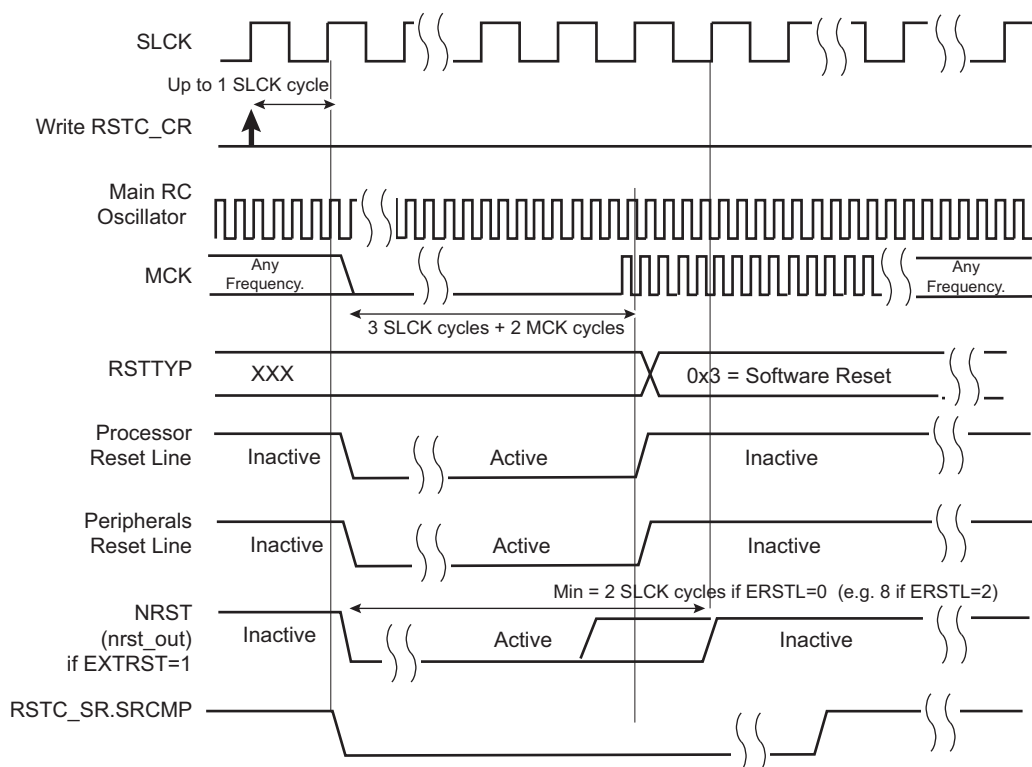 SLCK
Up to 1 SLCK cycle
Write RSTC_CR
Main RC
Oscillator
MCK
Any
Frequency.
Any
Frequency.
3 SLCK cycles + 2 MCK cycles
RSTTYP
XXX
0x3 = Software Reset
Processor
Reset Line
Inactive
Active
Inactive
Peripherals
Reset Line
Inactive
Active
Inactive
Min = 2 SLCK cycles if ERSTL=0 (e.g. 8 if ERSTL=2)
NRST
(nrst_out)
if EXTRST=1
Inactive
Active
Inactive
RSTC_SR.SRCMP